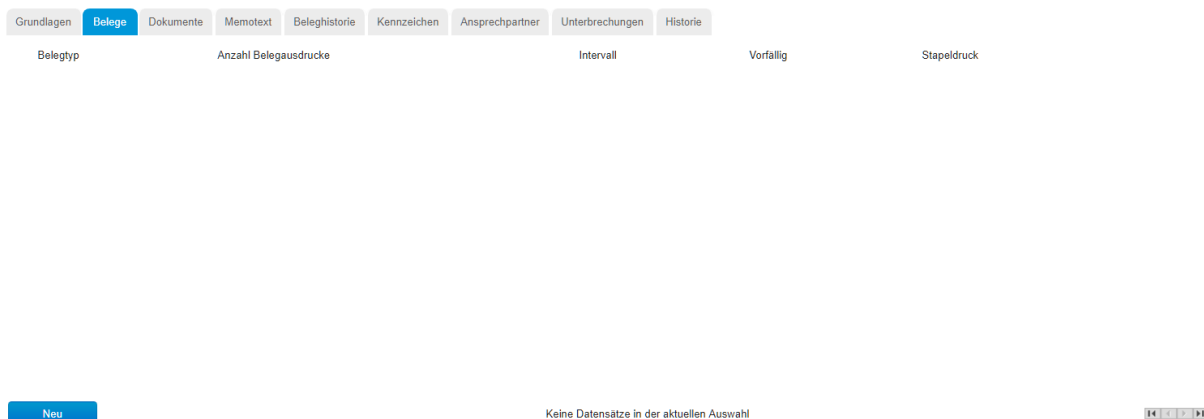 Grundlagen Belege Dokumente Memotext Beleghistorie Kennzeichen Ansprechpartner Unterbrechungen Historie
Belegtyp Anzahl Belegausdrucke Intervall Vorfällig Stapeldruck
Neu Keine Datensätze in der aktuellen Auswahl